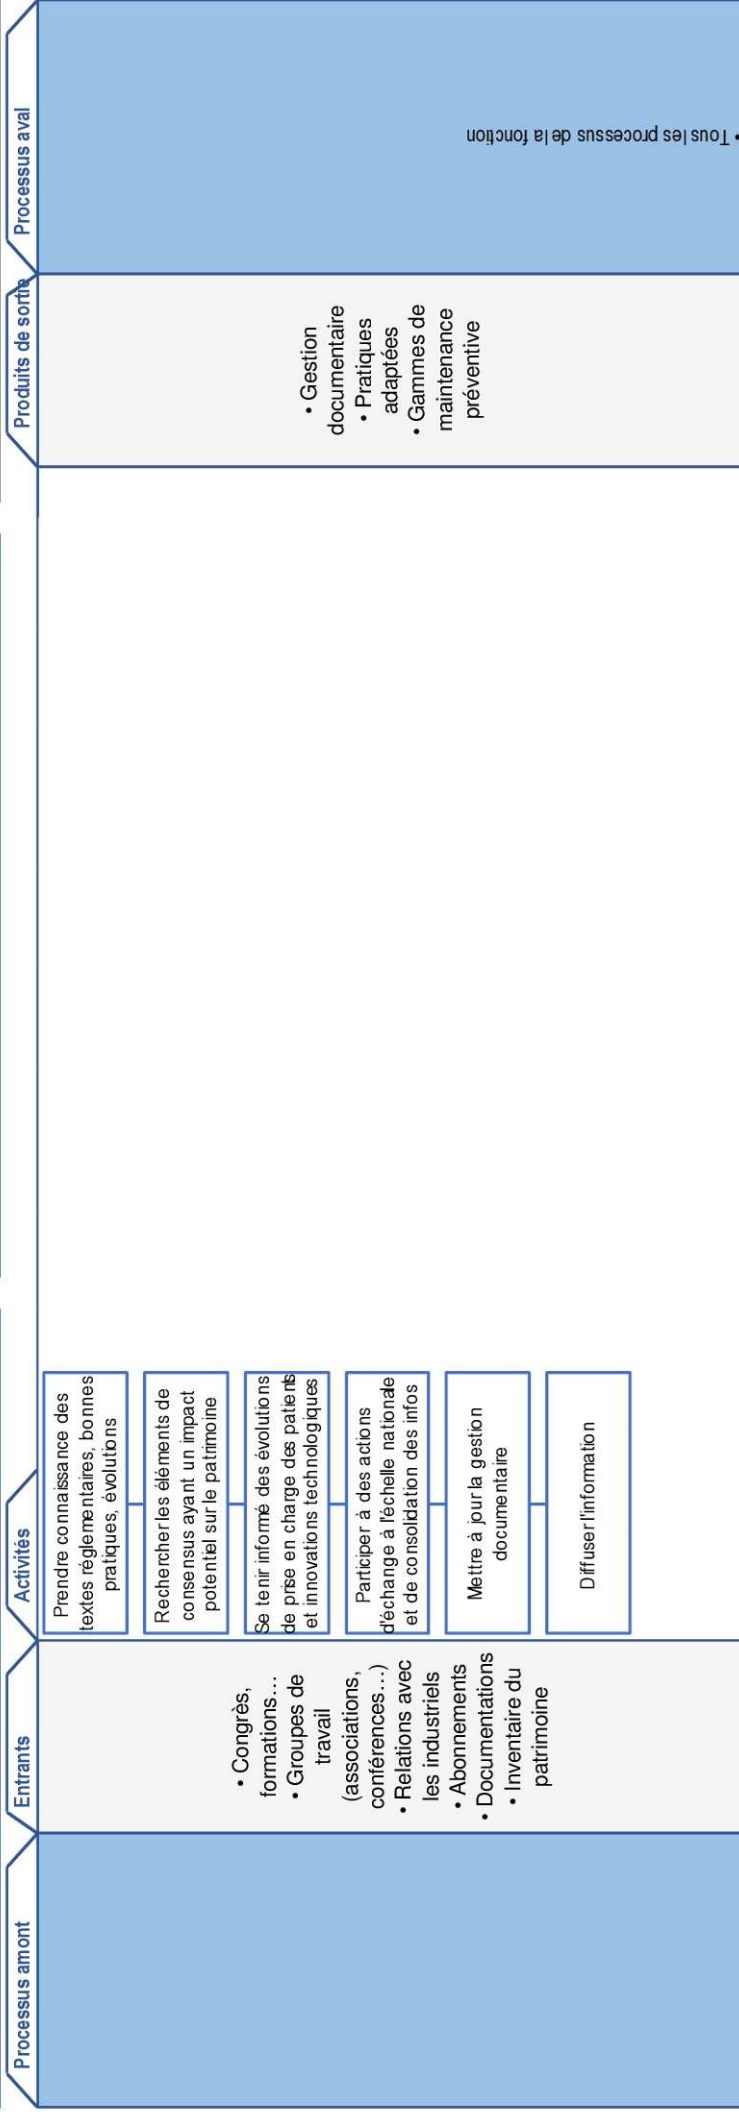 Processus amont
Entrants
Activités
Produits de sortie
Processus aval
• Congrès,
formations…
• Groupes de
travail
(associations,
conférences…)
• Relations avec
les industriels
• Abonnements
• Documentations
• Inventaire du
patrimoine
Prendre connaissance des
textes réglementaires, bonnes
pratiques, évolutions
Rechercher les éléments de
consensus ayant un impact
potentiel sur le patrimoine
Se tenir informé des évolutions
de prise en charge des patients
et innovations technologiques
Participer à des actions
d'échange à l'échelle nationale
et de consolidation des infos
Mettre à jour la gestion
documentaire
Diffuser l'information
• Gestion
documentaire
• Pratiques
adaptées
• Gammes de
maintenance
préventive
• Tous les processus de la fonction